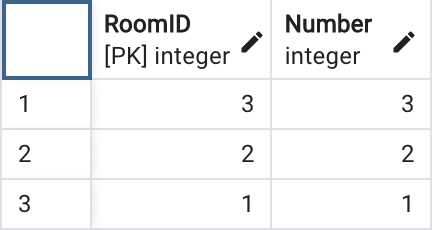 RoomID Number
[PK] integer integer
1 3 3
2 2 2
3 1 1